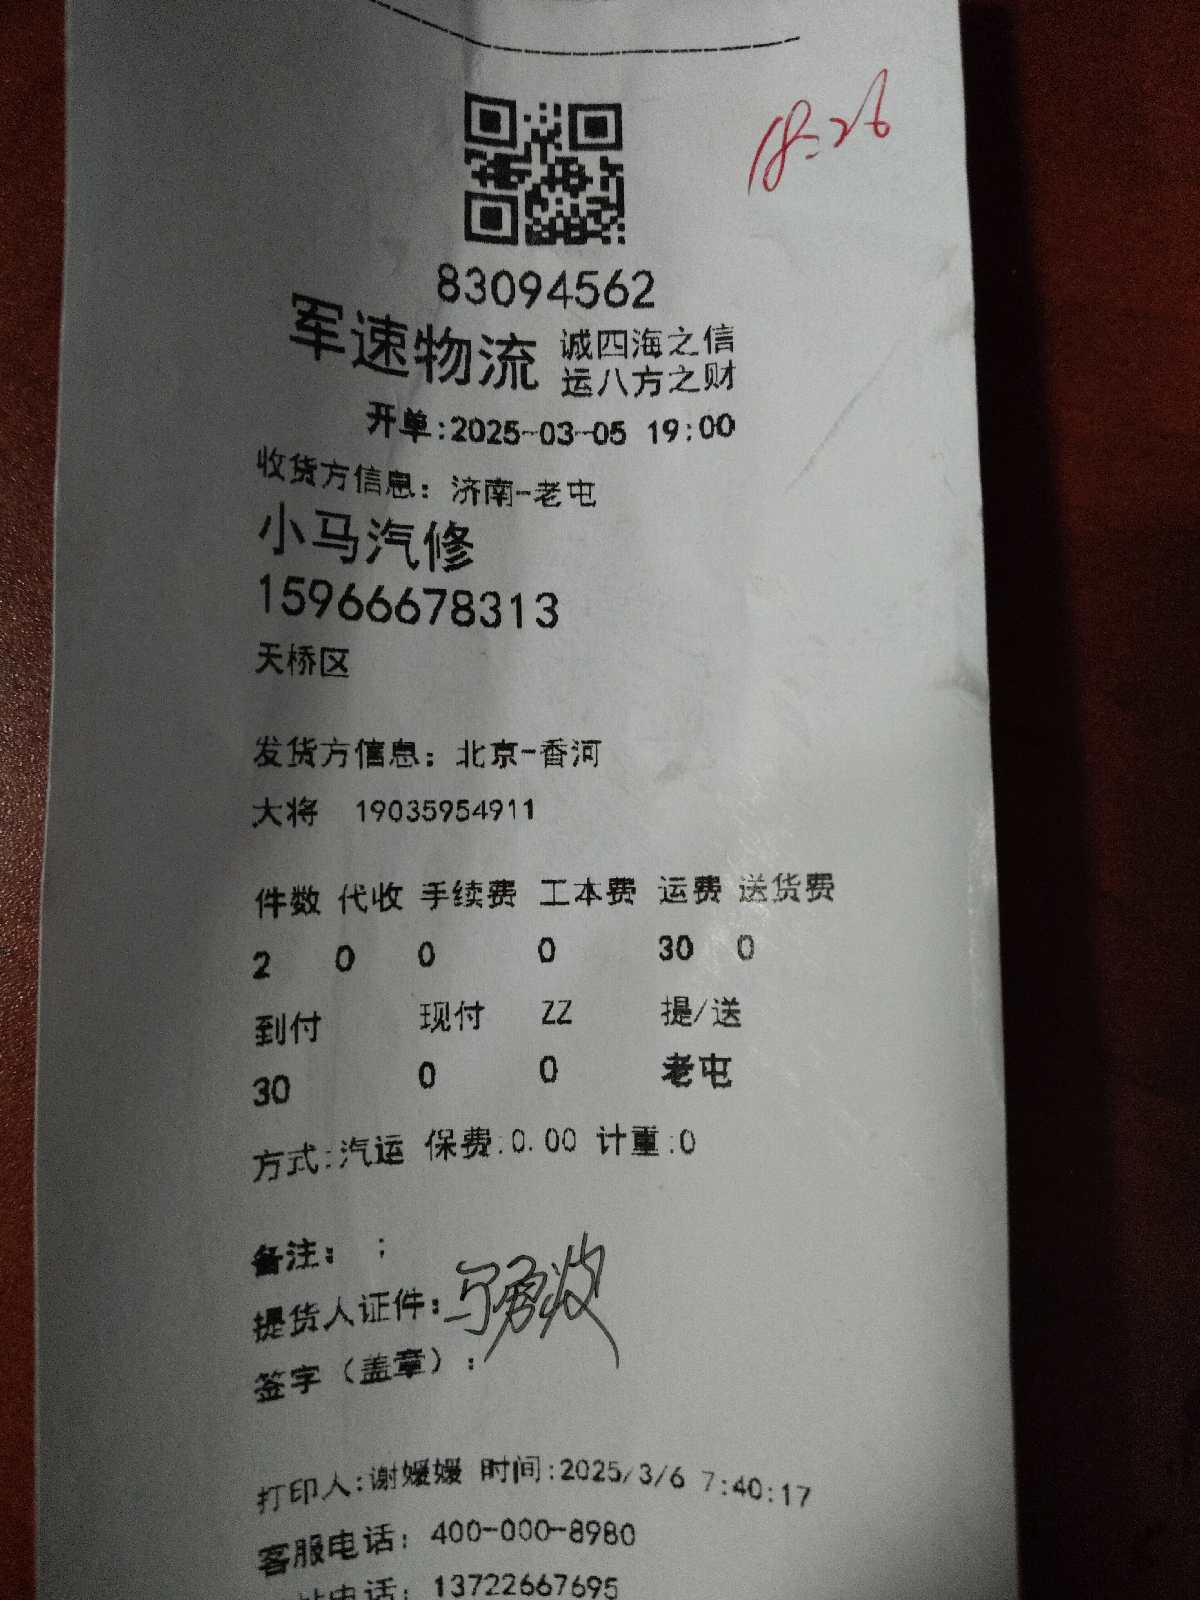 18:26
83094562
军速物流 诚四海之信
运八方之财
开单:2025-03-05 19:00
收货方信息: 济南-老屯
小马汽修
15966678313
天桥区
发货方信息: 北京-香河
大将 19035954911
件数 代收 手续费 工本费 运费 送货费
2 0 0 0 30 0
到付 现付 ZZ 提/送
30 0 0 老屯
方式:汽运 保费:0.00 计重:0
备注: ;
提货人证件:
签字(盖章):
打印人:谢媛媛 时间:2025/3/6 7:40:17
客服电话: 400-000-8980
电话: 13722667695